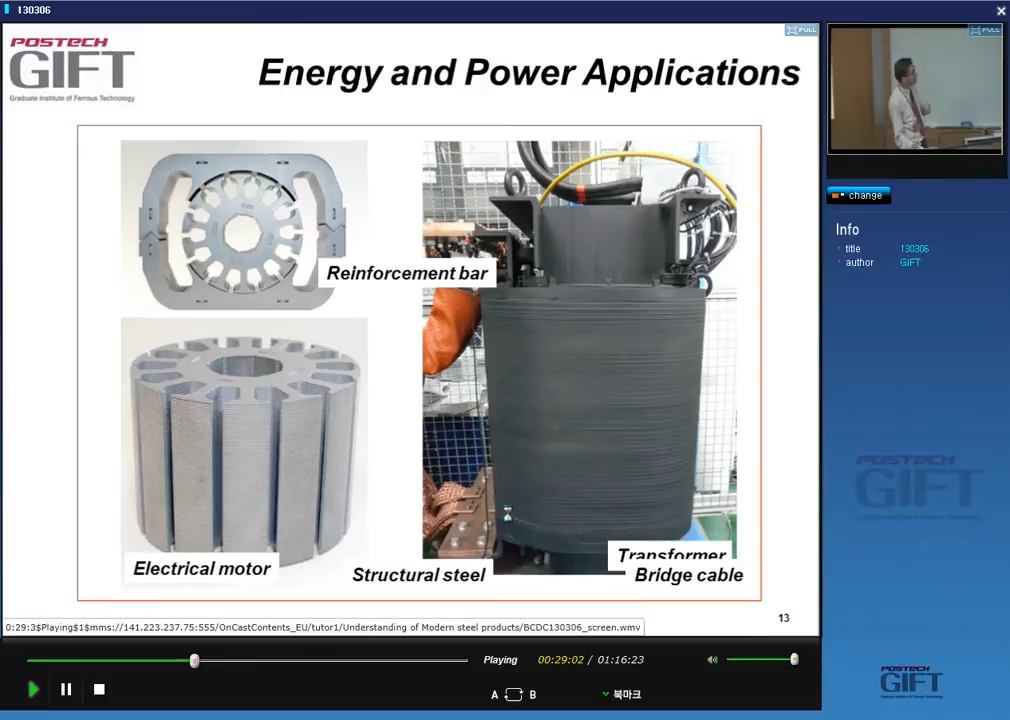 130306
POSTECH
GIFT
Graduate Institute of Ferrous Technology
FULL
Energy and Power Applications
Reinforcement bar
Electrical motor
Structural steel
Transformer
Bridge cable
13
0:29:3$Playing$1$mms://141.223.237.75:555/OnCastContents_EU/tutor1/Understanding of Modern steel products/BCDC130306_screen.wmv
Playing
00:29:02 / 01:16:23
A B
북마크
FULL
change
Info
title 130306
author GIFT
POSTECH
GIFT
POSTECH
GIFT